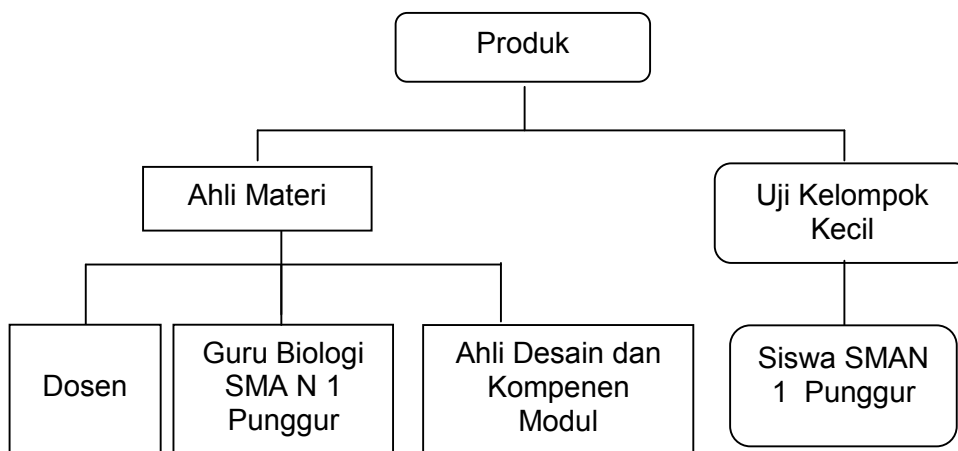 Produk
Ahli Materi
Uji Kelompok
Kecil
Dosen
Guru Biologi
SMA N 1
Punggur
Ahli Desain dan
Kompenen
Modul
Siswa SMAN
1 Punggur